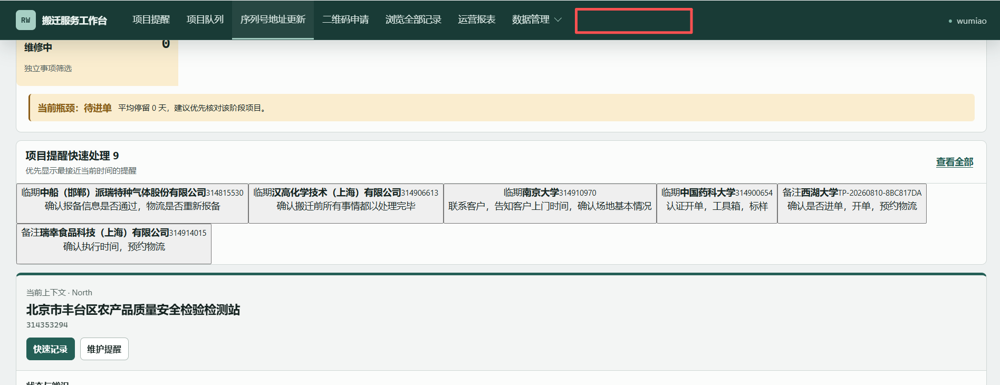 RW 搬迁服务工作台 项目提醒 项目队列 序列号地址更新 二维码申请 浏览全部记录 运营报表 数据管理 wumiao
维修中 0
独立事项筛选
当前瓶颈：待进单 平均停留 0 天，建议优先核对该阶段项目。
项目提醒快速处理 9
优先显示最接近当前时间的提醒
查看全部
临期中船（邯郸）派瑞特种气体股份有限公司314815530
确认报备信息是否通过，物流是否重新报备
临期汉高化学技术（上海）有限公司314906613
确认搬迁前所有事情都以处理完毕
临期南京大学314910970
联系客户，告知客户上门时间，确认场地基本情况
临期中国药科大学314900654
认证开单，工具箱，标样
备注西湖大学TP-20260810-8BC817DA
确认是否进单，开单，预约物流
备注瑞幸食品科技（上海）有限公司314914015
确认执行时间，预约物流
当前上下文 · North
北京市丰台区农产品质量安全检验检测站
314353294
快速记录 维护提醒
状态与辨识